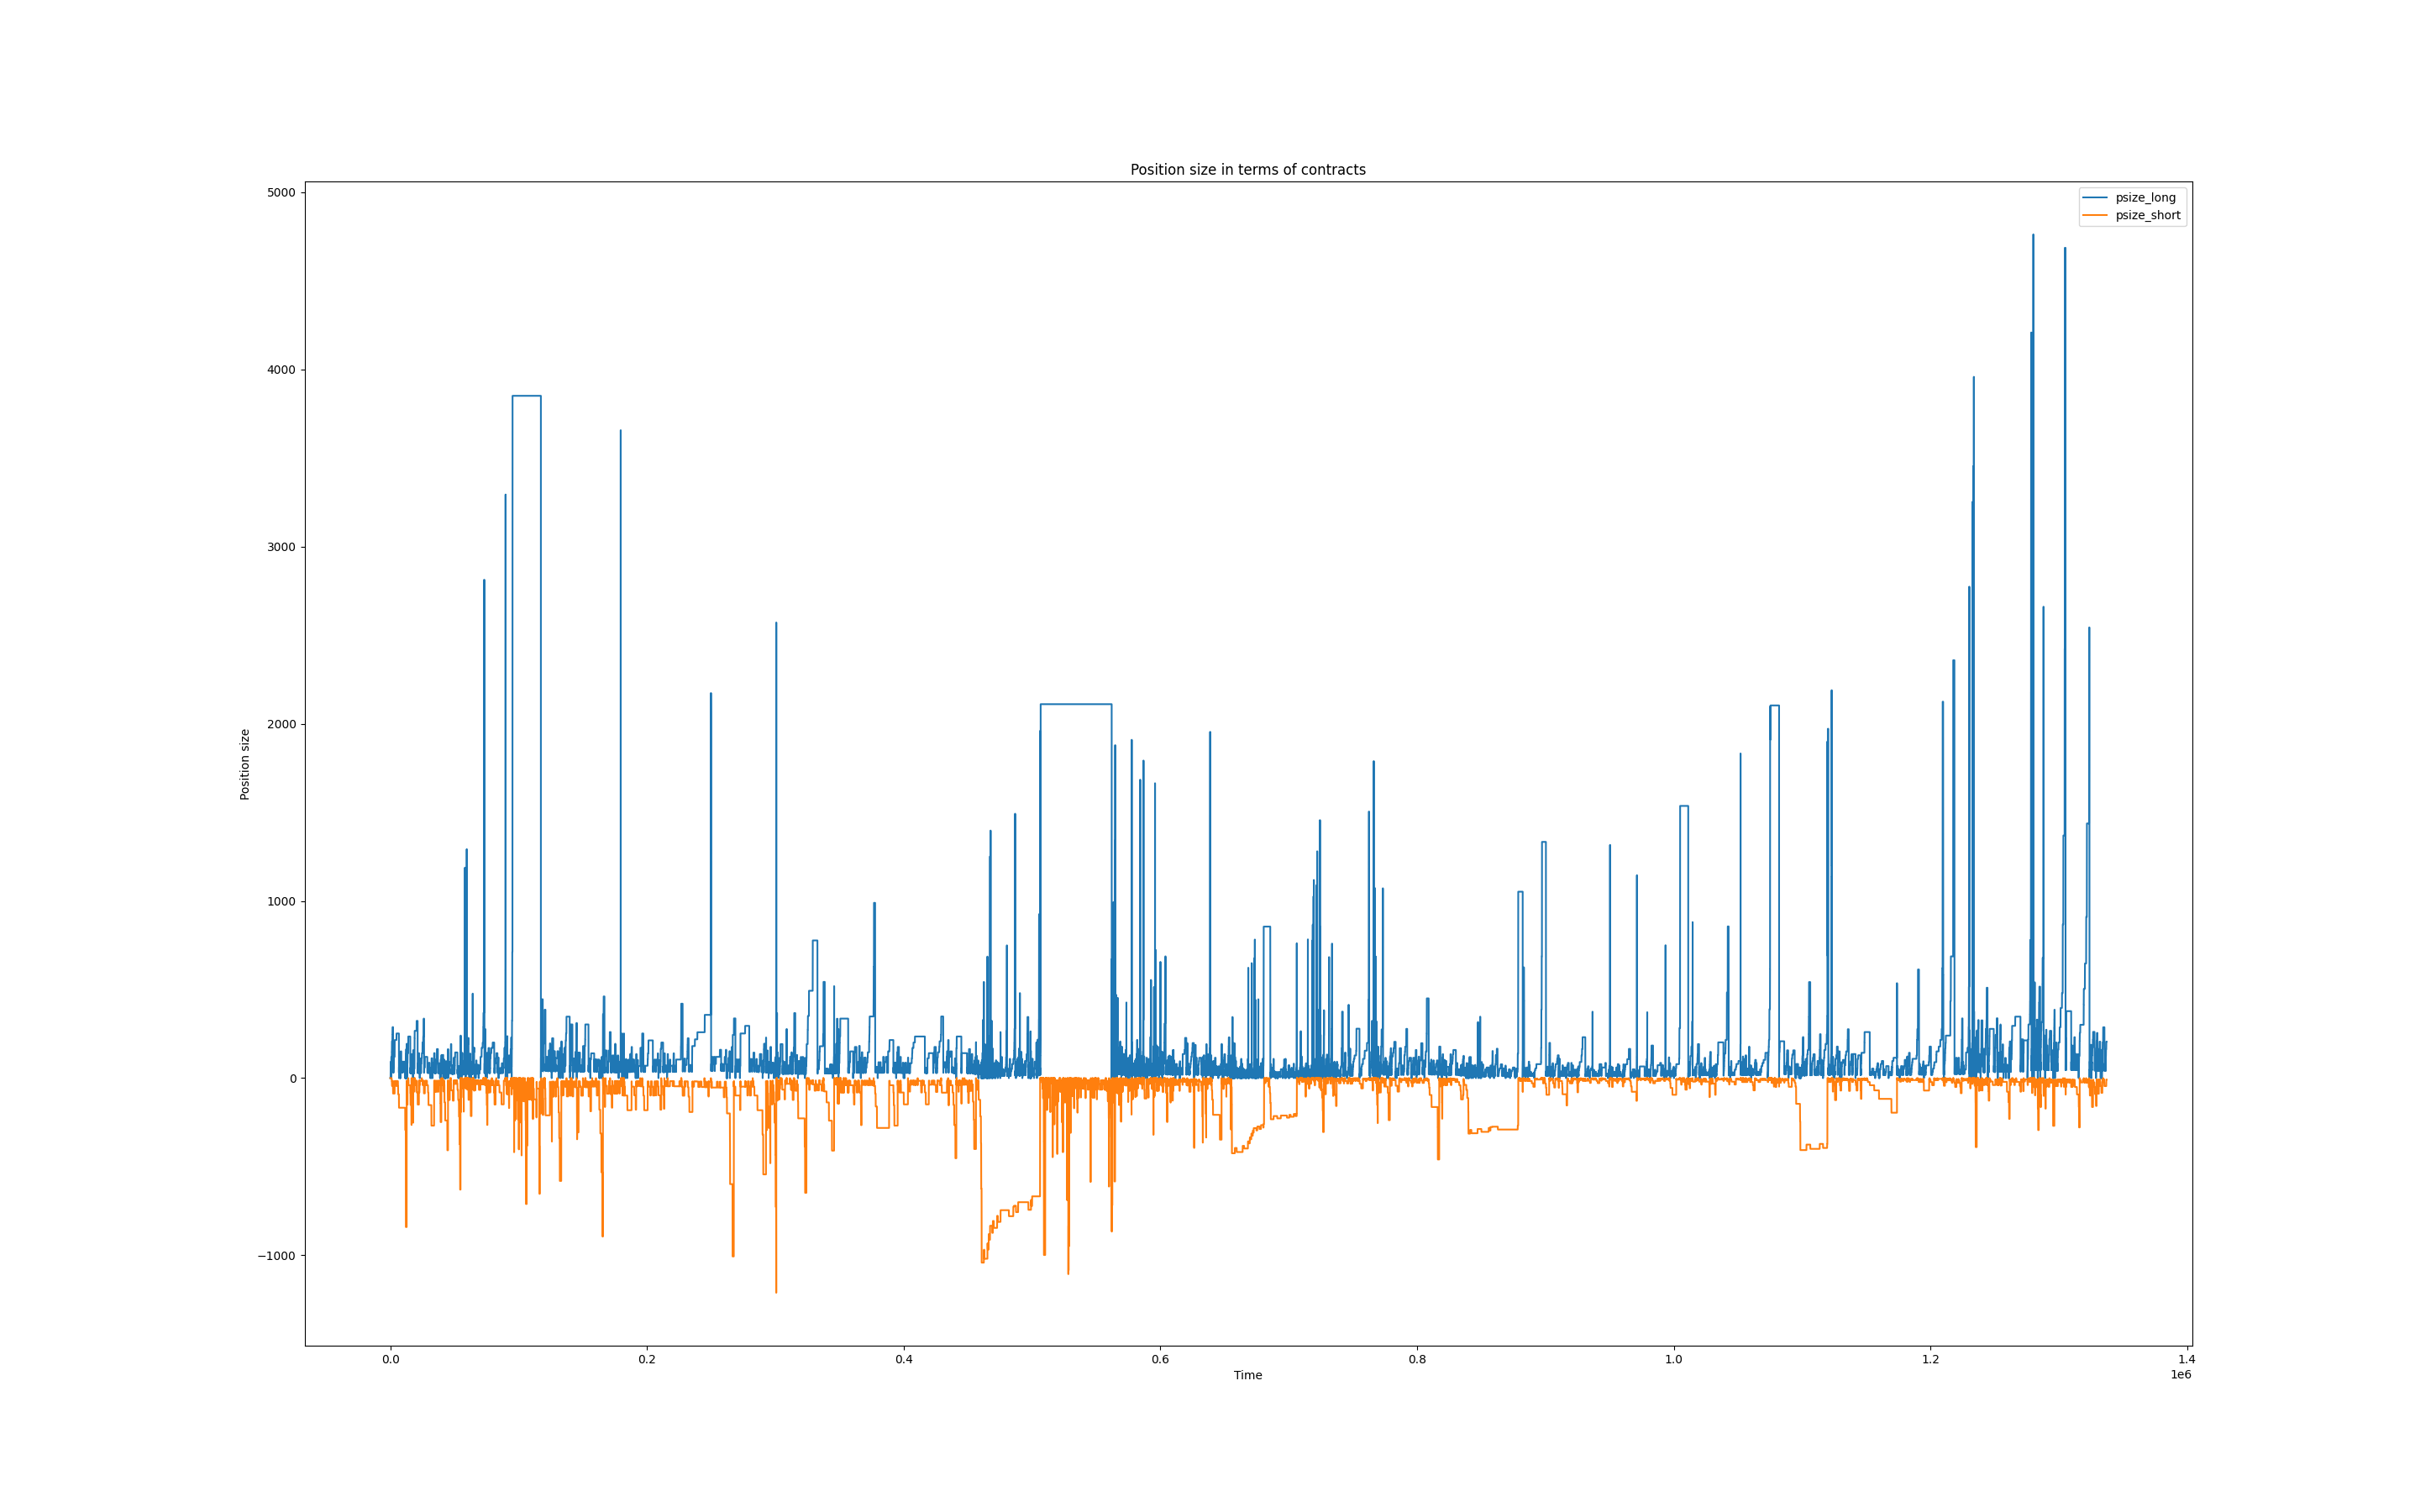 Position size in terms of contracts
psize_long
psize_short
5000
4000
3000
2000
1000
0
−1000
Position size
0.0 0.2 0.4 0.6 0.8 1.0 1.2 1.4
Time
1e6